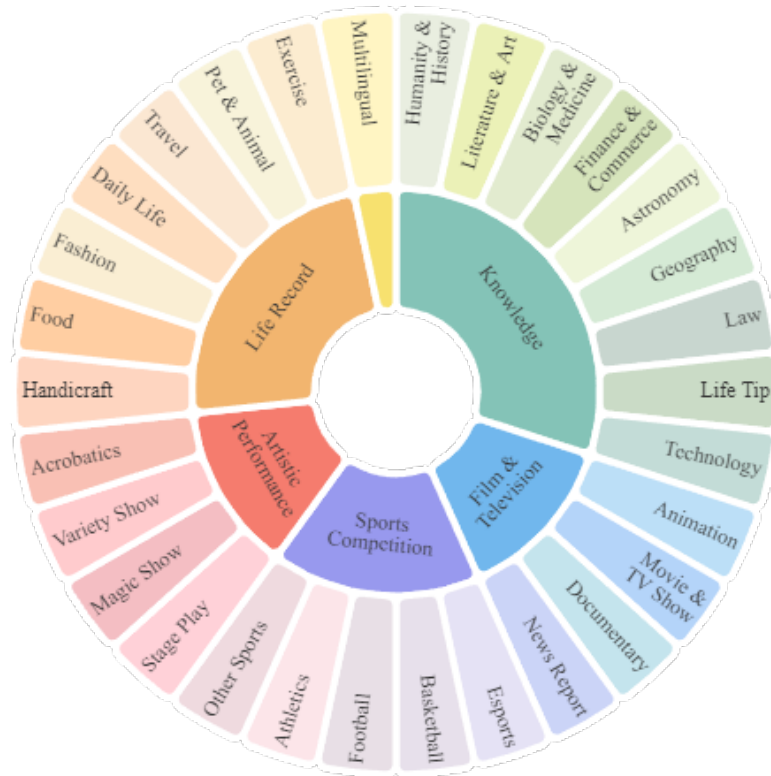 Humanity &
History
Literature & Art
Biology &
Medicine
Finance &
Commerce
Astronomy
Geography
Law
Life Tip
Technology
Animation
Movie &
TV Show
Documentary
News Report
Esports
Basketball
Football
Athletics
Other Sports
Stage Play
Magic Show
Variety Show
Acrobatics
Handicraft
Food
Fashion
Daily Life
Travel
Pet & Animal
Exercise
Multilingual
Knowledge
Film &
Television
Sports
Competition
Artistic
Performance
Life Record